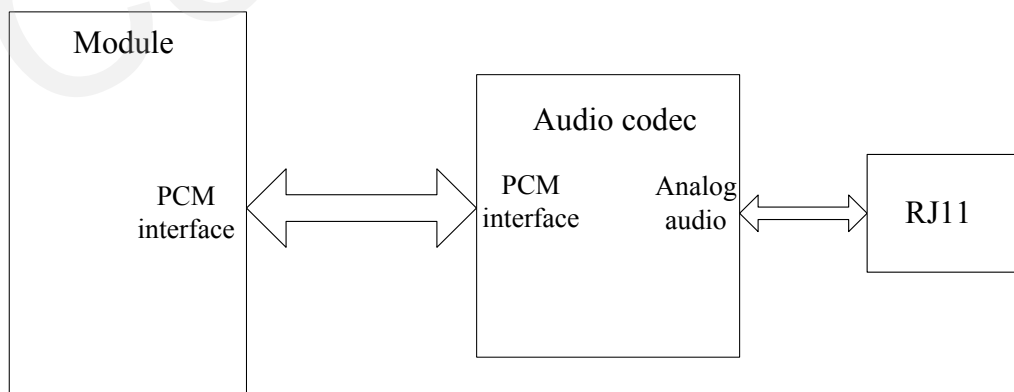 Module
PCM
interface
Audio codec
PCM
interface
Analog
audio
RJ11